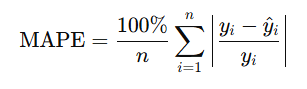 MAPE = \frac{100\%}{n} \sum_{i=1}^{n} \left| \frac{y_i - \hat{y}_i}{y_i} \right|